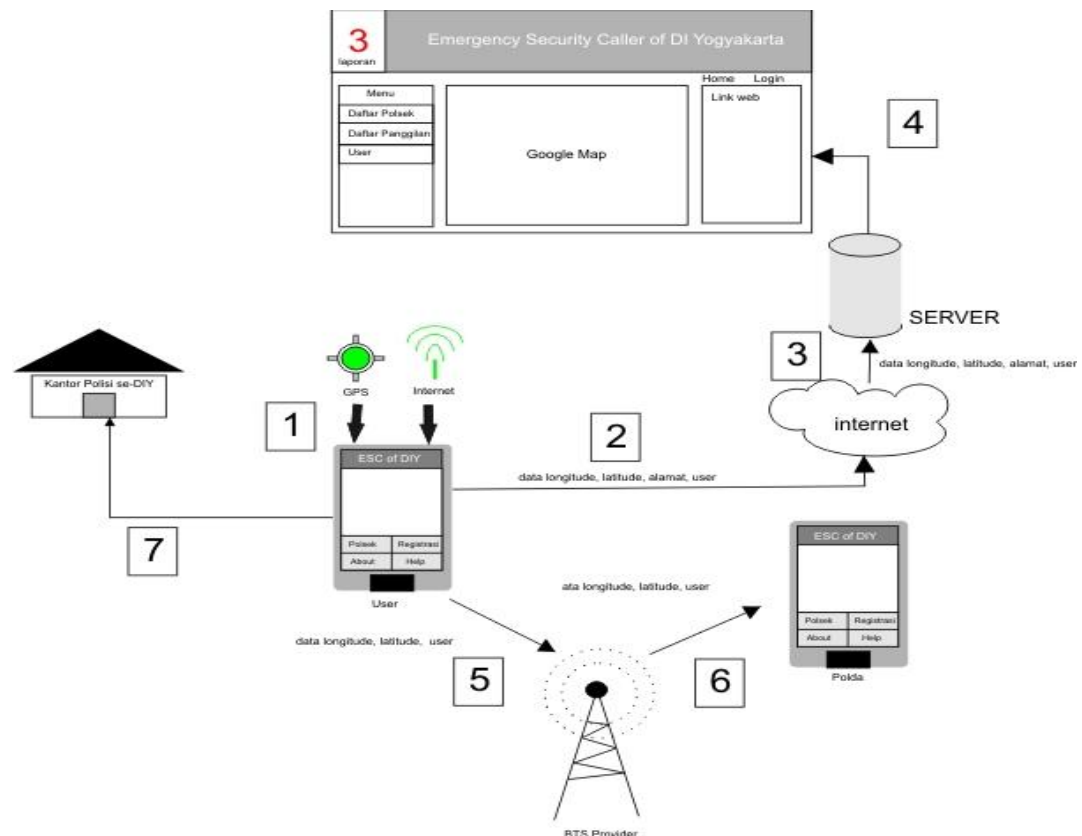 3
laporan
Emergency Security Caller of DI Yogyakarta
Home Login
Menu
Daftar Polsek
Daftar Panggilan
User
Google Map
Link web
4
SERVER
3
data longitude, latitude, alamat, user
internet
Kantor Polisi se-DIY
GPS
Internet
1
2
data longitude, latitude, alamat, user
ESC of DIY
Polsek Registrasi
About Help
User
7
ESC of DIY
Polsek Registrasi
About Help
Polda
ata longitude, latitude, user
data longitude, latitude, user
5
6
BTS Provider